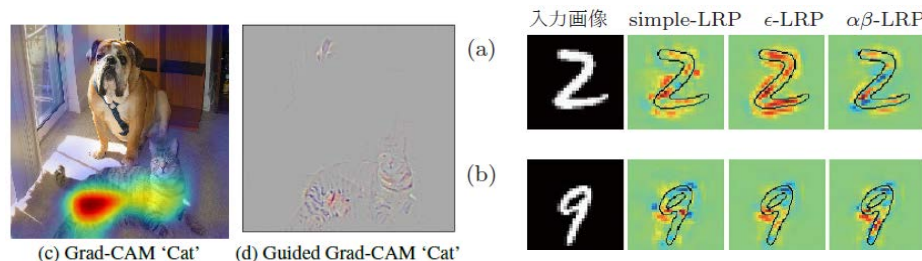 (c) Grad-CAM ‘Cat’
(d) Guided Grad-CAM ‘Cat’
入力画像 simple-LRP ϵ-LRP αβ-LRP
(a)
(b)